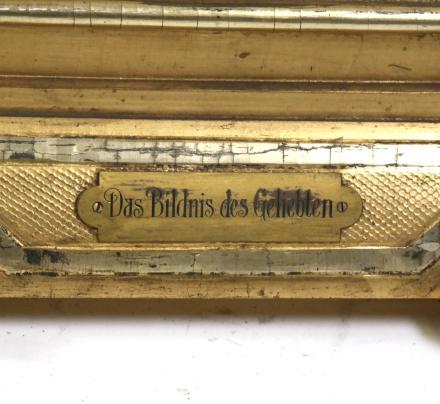 Das Bildnis des Geliebten